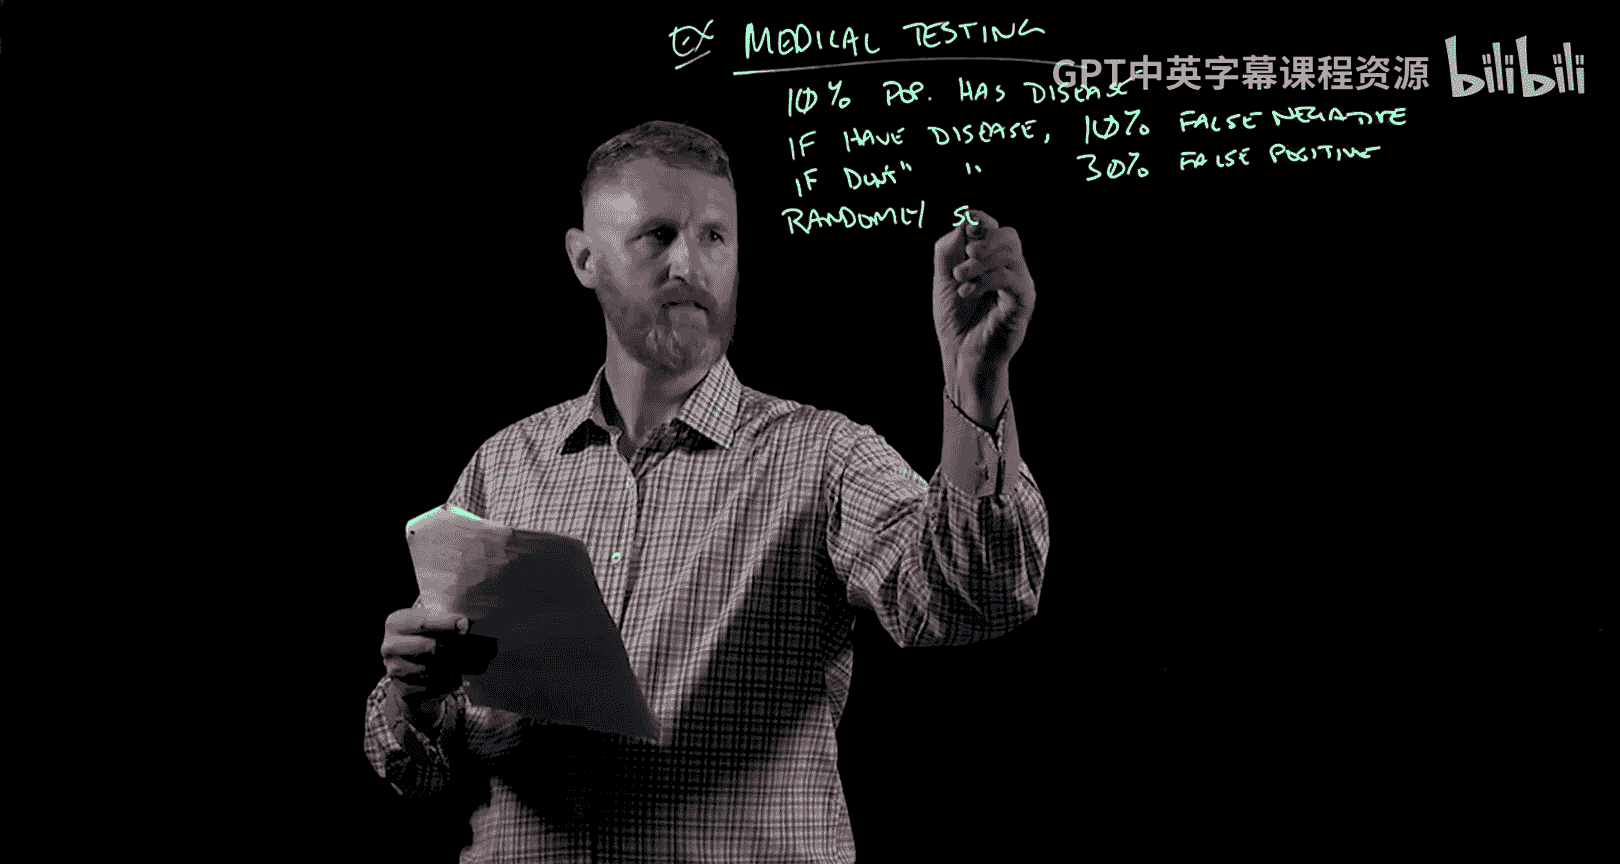 EX MEDICAL TESTING
GPT中英字幕课程资源 bilibili
10% POP. HAS DISEASE
IF HAVE DISEASE, 10% FALSE NEGATIVE
IF DON'T " " 30% FALSE POSITIVE
RANDOMLY